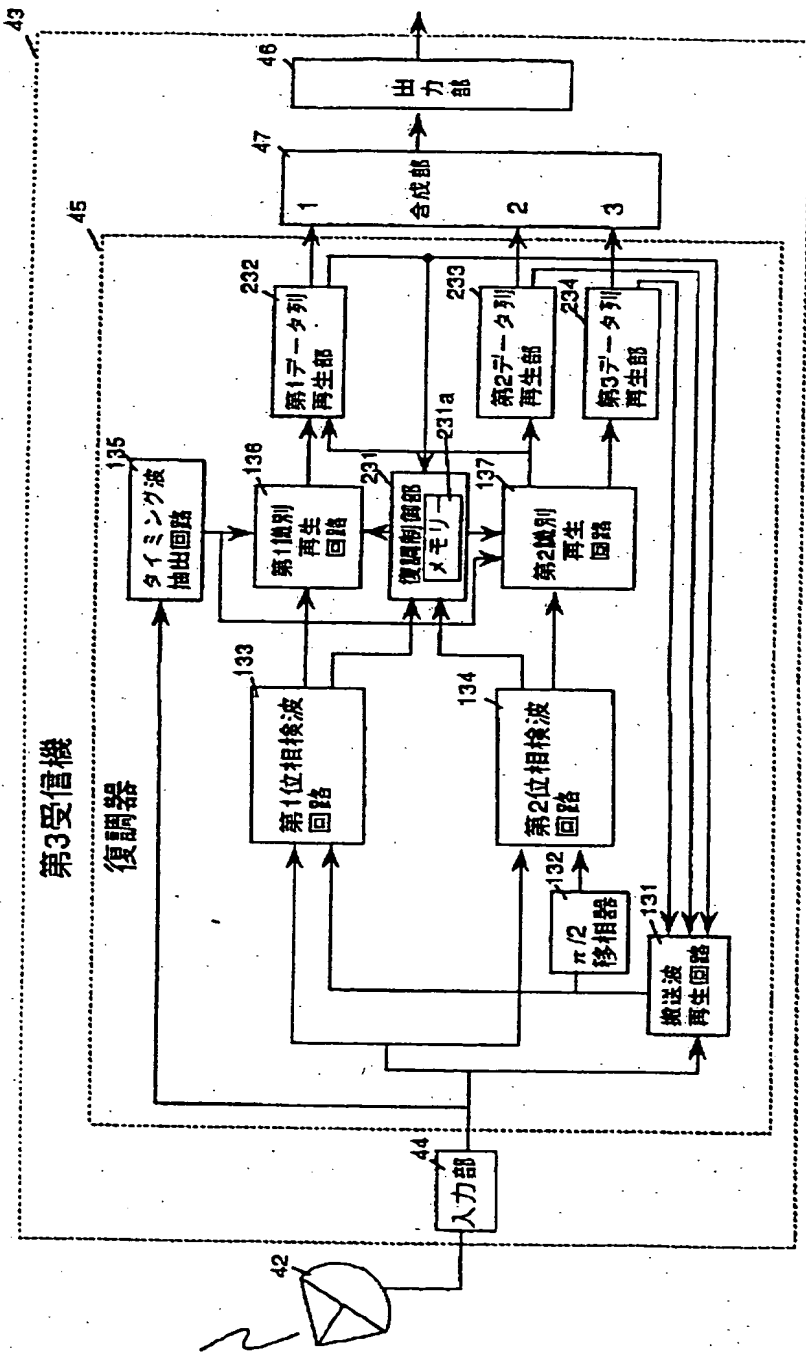 第3受信機
43
復調器
45
42
44
入力部
135
タイミング波
抽出回路
133
第1位相検波
回路
136
第1識別
再生
回路
232
第1データ列
再生部
47
合成部
1
2
3
46
出力部
231
復調制御部
231a
メモリー
134
第2位相検波
回路
137
第2識別
再生
回路
233
第2データ列
再生部
234
第3データ列
再生部
132
π/2
移相器
131
搬送波
再生回路